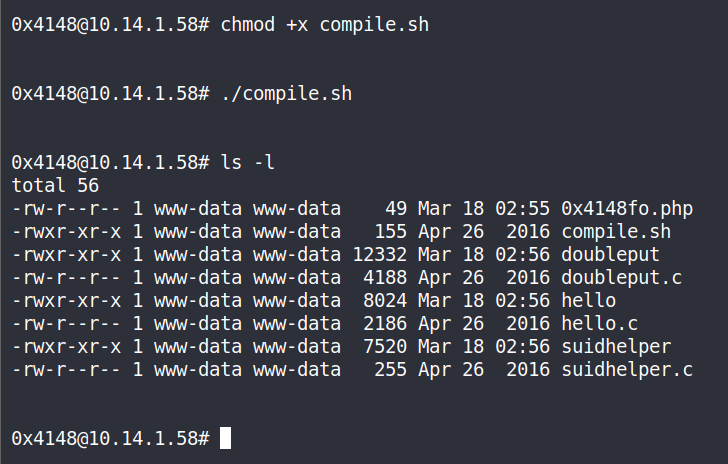 0x4148@10.14.1.58# chmod +x compile.sh
0x4148@10.14.1.58# ./compile.sh
0x4148@10.14.1.58# ls -l
total 56
-rw-r--r-- 1 www-data www-data    49 Mar 18 02:55 0x4148fo.php
-rwxr-xr-x 1 www-data www-data   155 Apr 26  2016 compile.sh
-rwxr-xr-x 1 www-data www-data 12332 Mar 18 02:56 doubleput
-rw-r--r-- 1 www-data www-data  4188 Apr 26  2016 doubleput.c
-rwxr-xr-x 1 www-data www-data  8024 Mar 18 02:56 hello
-rw-r--r-- 1 www-data www-data  2186 Apr 26  2016 hello.c
-rwxr-xr-x 1 www-data www-data  7520 Mar 18 02:56 suidhelper
-rw-r--r-- 1 www-data www-data   255 Apr 26  2016 suidhelper.c
0x4148@10.14.1.58#